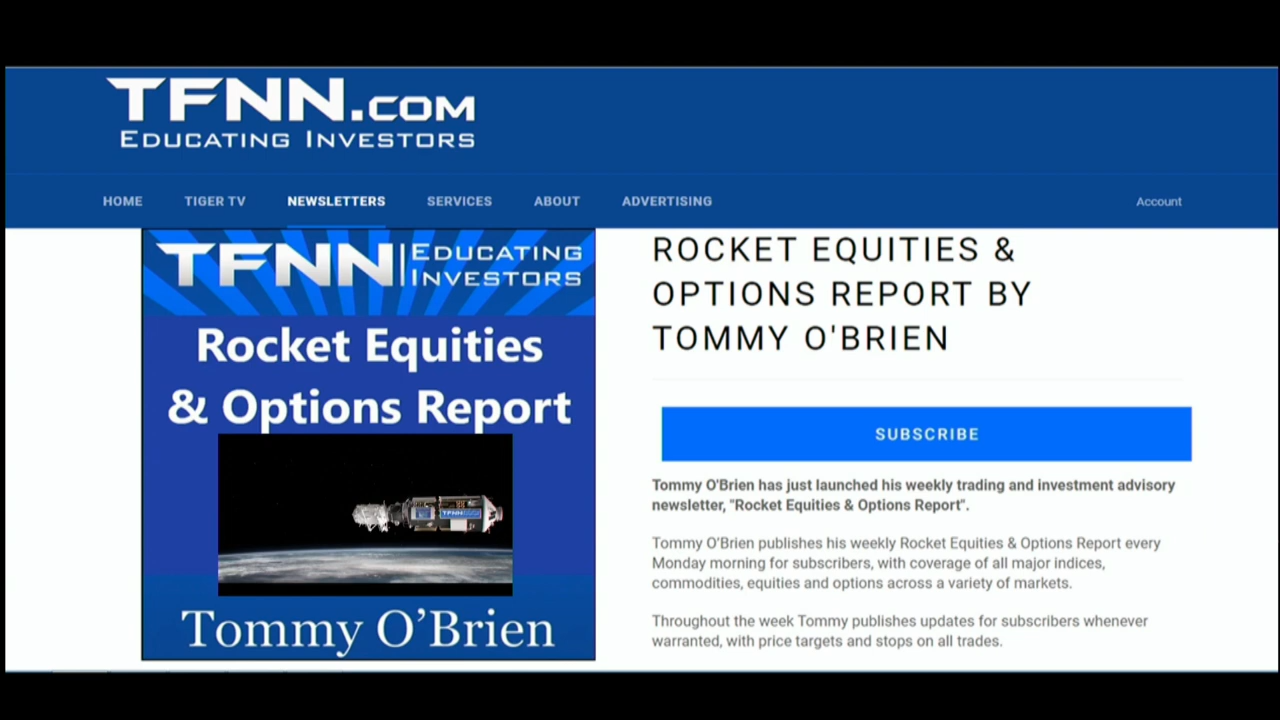 TFNN.COM
EDUCATING INVESTORS
HOME TIGER TV NEWSLETTERS SERVICES ABOUT ADVERTISING Account
TFNN EDUCATING
INVESTORS
Rocket Equities
& Options Report
TFNN
Tommy O’Brien
ROCKET EQUITIES &
OPTIONS REPORT BY
TOMMY O'BRIEN
SUBSCRIBE
Tommy O'Brien has just launched his weekly trading and investment advisory
newsletter, "Rocket Equities & Options Report".
Tommy O’Brien publishes his weekly Rocket Equities & Options Report every
Monday morning for subscribers, with coverage of all major indices,
commodities, equities and options across a variety of markets.
Throughout the week Tommy publishes updates for subscribers whenever
warranted, with price targets and stops on all trades.